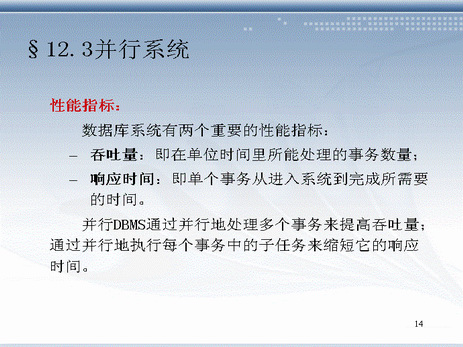 §12.3并行系统
性能指标：
数据库系统有两个重要的性能指标：
– 吞吐量：即在单位时间里所能处理的事务数量；
– 响应时间：即单个事务从进入系统到完成所需要
的时间。
并行DBMS通过并行地处理多个事务来提高吞吐量；
通过并行地执行每个事务中的子任务来缩短它的响应
时间。
14